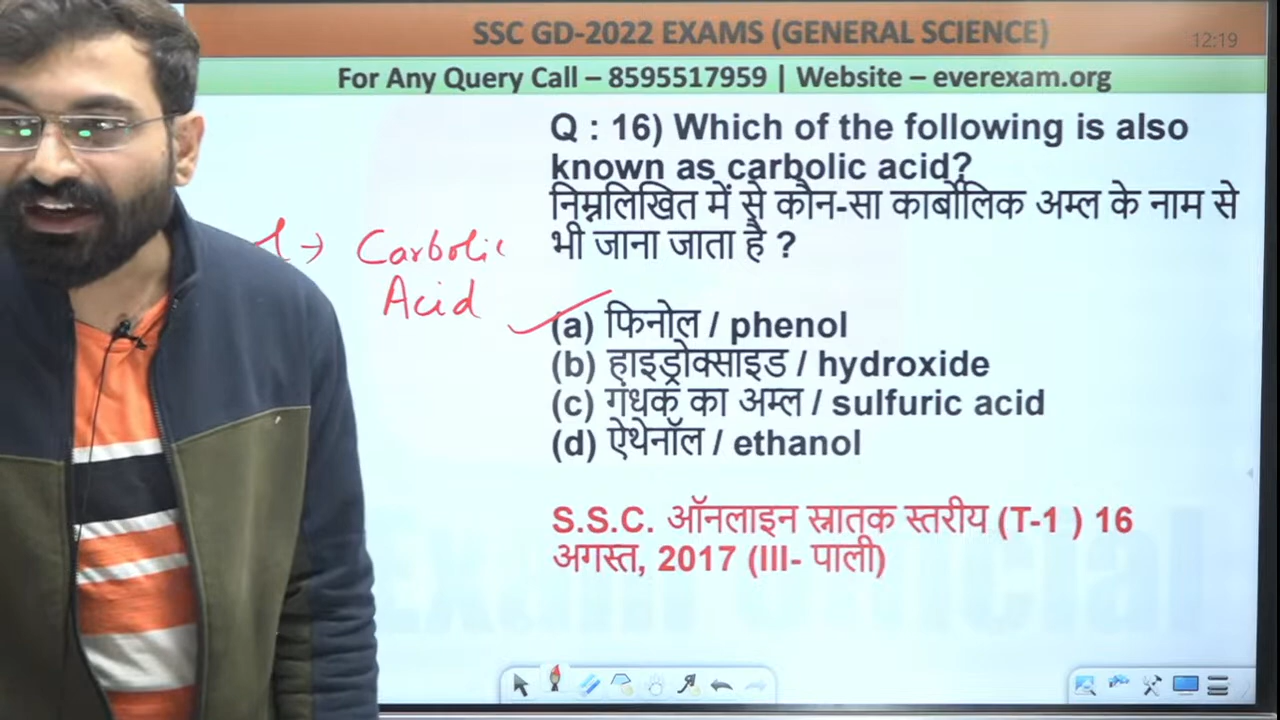 SSC GD-2022 EXAMS (GENERAL SCIENCE)
12:19
For Any Query Call – 8595517959 | Website – everexam.org
Q : 16) Which of the following is also
known as carbolic acid?
निम्नलिखित में से कौन-सा कार्बोलिक अम्ल के नाम से
भी जाना जाता है ?
→ Carbolic
Acid
(a) फिनोल / phenol
(b) हाइड्रोक्साइड / hydroxide
(c) गंधक का अम्ल / sulfuric acid
(d) ऐथेनॉल / ethanol
S.S.C. ऑनलाइन स्नातक स्तरीय (T-1 ) 16
अगस्त, 2017 (III- पाली)